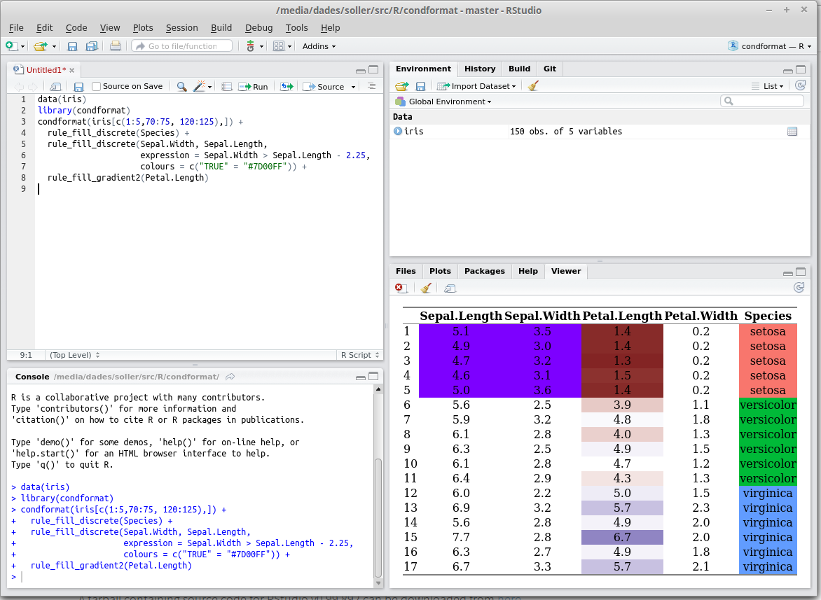 /media/dades/soller/src/R/condformat - master - RStudio
File Edit Code View Plots Session Build Debug Tools Help
Go to file/function Addins condformat — R
Untitled1* ×
Source on Save Run Source
1 data(iris)
2 library(condformat)
3 condformat(iris[c(1:5,70:75, 120:125),]) +
4 rule_fill_discrete(Species) +
5 rule_fill_discrete(Sepal.Width, Sepal.Length,
6 expression = Sepal.Width > Sepal.Length - 2.25,
7 colours = c("TRUE" = "#7D00FF")) +
8 rule_fill_gradient2(Petal.Length)
9
9:1 (Top Level) R Script
Console /media/dades/soller/src/R/condformat/
R is a collaborative project with many contributors.
Type 'contributors()' for more information and
'citation()' on how to cite R or R packages in publications.
Type 'demo()' for some demos, 'help()' for on-line help, or
'help.start()' for an HTML browser interface to help.
Type 'q()' to quit R.
> data(iris)
> library(condformat)
> condformat(iris[c(1:5,70:75, 120:125),]) +
+ rule_fill_discrete(Species) +
+ rule_fill_discrete(Sepal.Width, Sepal.Length,
+ expression = Sepal.Width > Sepal.Length - 2.25,
+ colours = c("TRUE" = "#7D00FF")) +
+ rule_fill_gradient2(Petal.Length)
>
Environment History Build Git
Import Dataset List
Global Environment
Data
iris 150 obs. of 5 variables
Files Plots Packages Help Viewer
Sepal.Length Sepal.Width Petal.Length Petal.Width Species
1 5.1 3.5 1.4 0.2 setosa
2 4.9 3.0 1.4 0.2 setosa
3 4.7 3.2 1.3 0.2 setosa
4 4.6 3.1 1.5 0.2 setosa
5 5.0 3.6 1.4 0.2 setosa
6 5.6 2.5 3.9 1.1 versicolor
7 5.9 3.2 4.8 1.8 versicolor
8 6.1 2.8 4.0 1.3 versicolor
9 6.3 2.5 4.9 1.5 versicolor
10 6.1 2.8 4.7 1.2 versicolor
11 6.4 2.9 4.3 1.3 versicolor
12 6.0 2.2 5.0 1.5 virginica
13 6.9 3.2 5.7 2.3 virginica
14 5.6 2.8 4.9 2.0 virginica
15 7.7 2.8 6.7 2.0 virginica
16 6.3 2.7 4.9 1.8 virginica
17 6.7 3.3 5.7 2.1 virginica